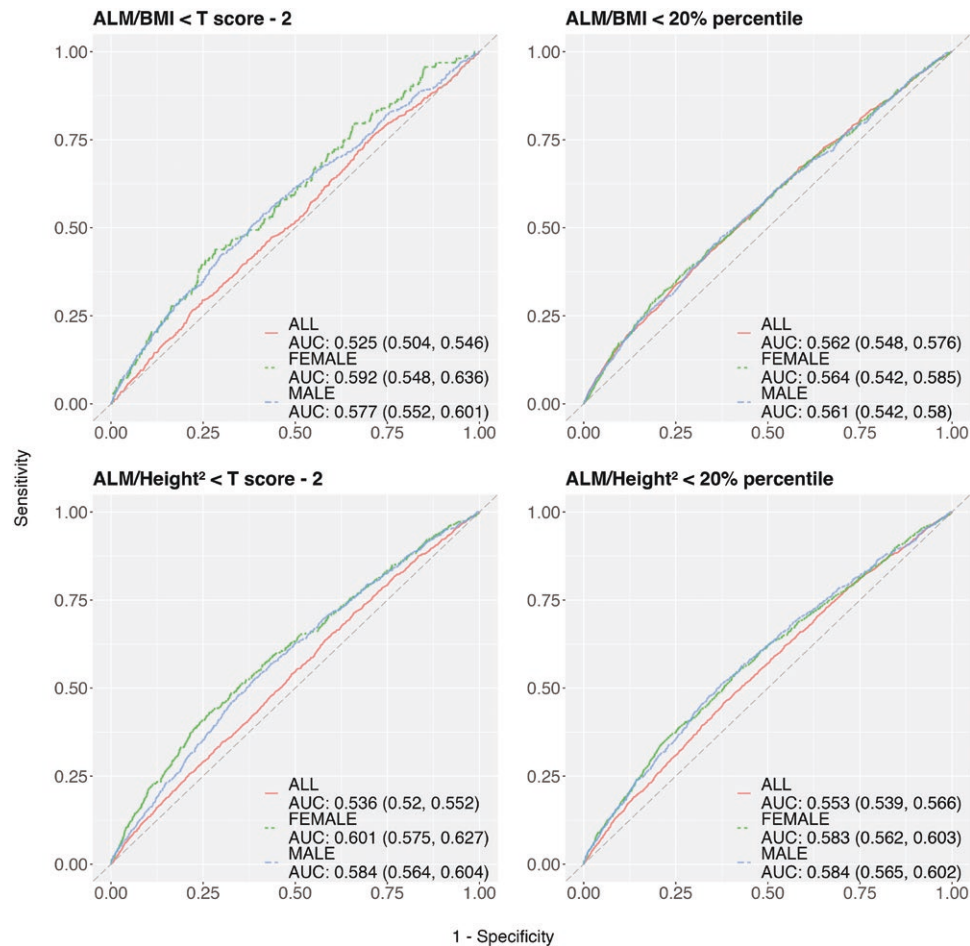 ALM/BMI < T score - 2
1.00
0.75
0.50
0.25
0.00
ALL
AUC: 0.525 (0.504, 0.546)
FEMALE
AUC: 0.592 (0.548, 0.636)
MALE
AUC: 0.577 (0.552, 0.601)
0.00 0.25 0.50 0.75 1.00
ALM/BMI < 20% percentile
1.00
0.75
0.50
0.25
0.00
ALL
AUC: 0.562 (0.548, 0.576)
FEMALE
AUC: 0.564 (0.542, 0.585)
MALE
AUC: 0.561 (0.542, 0.58)
0.00 0.25 0.50 0.75 1.00
Sensitivity
ALM/Height² < T score - 2
1.00
0.75
0.50
0.25
0.00
ALL
AUC: 0.536 (0.52, 0.552)
FEMALE
AUC: 0.601 (0.575, 0.627)
MALE
AUC: 0.584 (0.564, 0.604)
0.00 0.25 0.50 0.75 1.00
ALM/Height² < 20% percentile
1.00
0.75
0.50
0.25
0.00
ALL
AUC: 0.553 (0.539, 0.566)
FEMALE
AUC: 0.583 (0.562, 0.603)
MALE
AUC: 0.584 (0.565, 0.602)
0.00 0.25 0.50 0.75 1.00
1 - Specificity